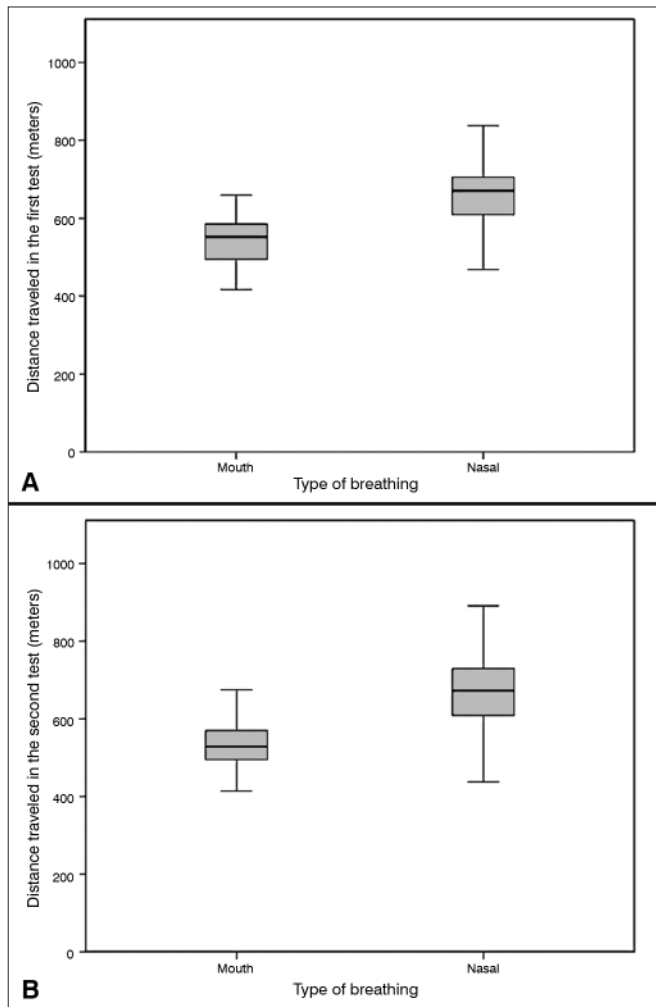 Distance traveled in the first test (meters)
1000
800
600
400
200
0
Mouth Nasal
Type of breathing
A
Distance traveled in the second test (meters)
1000
800
600
400
200
0
Mouth Nasal
Type of breathing
B